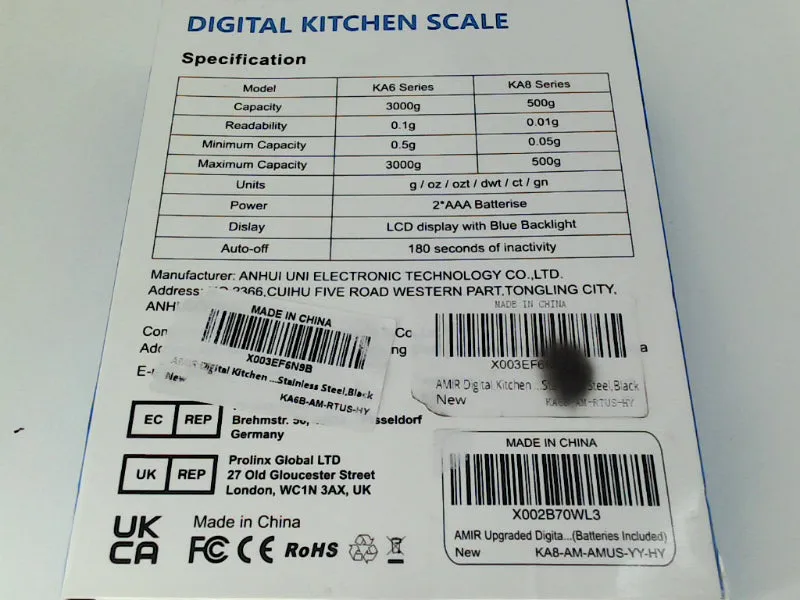 DIGITAL KITCHEN SCALE
Specification
Model KA6 Series KA8 Series
Capacity 3000g 500g
Readability 0.1g 0.01g
Minimum Capacity 0.5g 0.05g
Maximum Capacity 3000g 500g
Units g / oz / ozt / dwt / ct / gn
Power 2*AAA Batterise
Dislay LCD display with Blue Backlight
Auto-off 180 seconds of inactivity
Manufacturer: ANHUI UNI ELECTRONIC TECHNOLOGY CO.,LTD.
Address: 2366,CUIHU FIVE ROAD WESTERN PART,TONGLING CITY,
MADE IN CHINA
X003EF6N9B
AMIR Digital Kitchen ...Stainless Steel,Black
New
KA6B-AM-RTUS-HY
MADE IN CHINA
AMIR Digital Kitchen Steel,Black
New
EC REP
Brehmstr.
Germany
UK REP
Prolinx Global LTD
27 Old Gloucester Street
London, WC1N 3AX, UK
UK
CA
Made in China
FC CE RoHS
MADE IN CHINA
X002B70WL3
AMIR Upgraded Digita...(Batteries Included)
New KA8-AM-AMUS-YY-HY